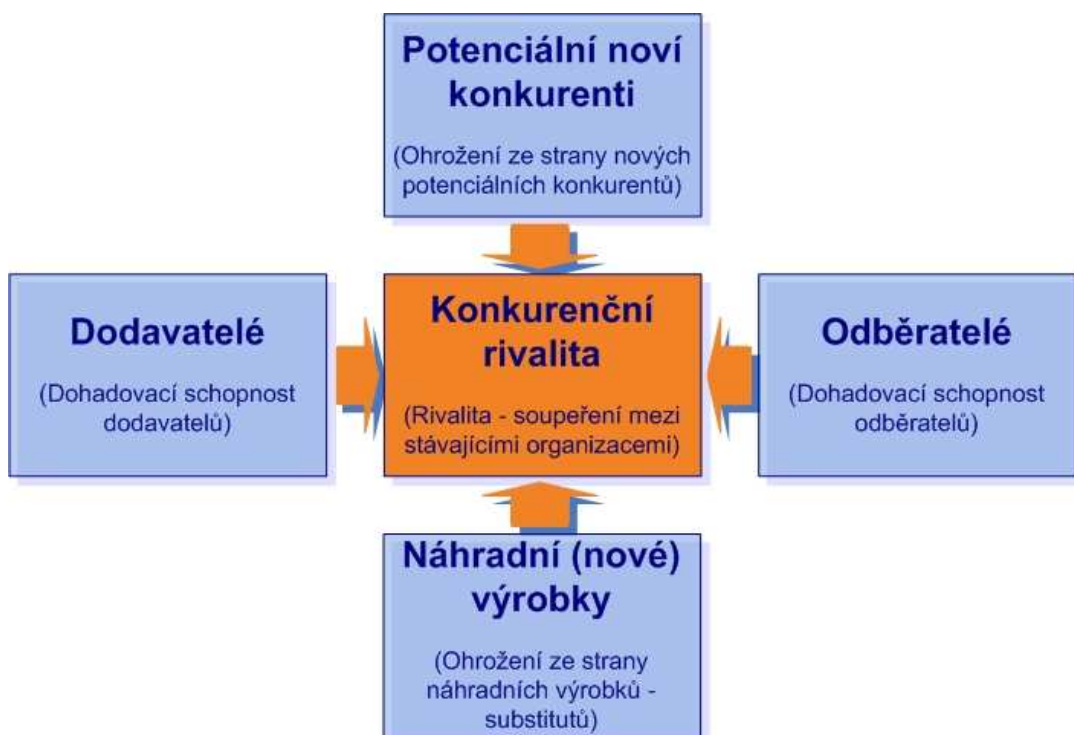 Potenciální noví
konkurenti
(Ohrožení ze strany nových
potenciálních konkurentů)
Dodavatelé
(Dohadovací schopnost
dodavatelů)
Konkurenční
rivalita
(Rivalita - soupeření mezi
stávajícími organizacemi)
Odběratelé
(Dohadovací schopnost
odběratelů)
Náhradní (nové)
výrobky
(Ohrožení ze strany
náhradních výrobků -
substitutů)